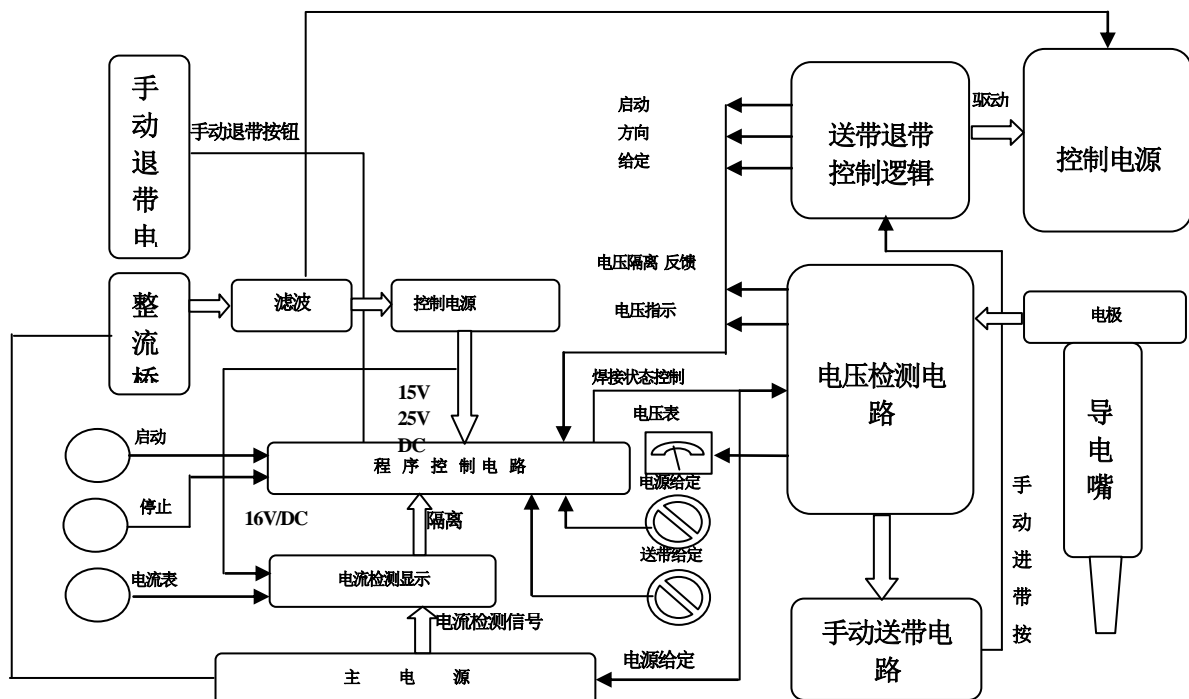 手
动
退
带
电
手动退带按钮
启动
方向
给定
送带退带
控制逻辑
驱动
控制电源
整
流
桥
滤波
控制电源
电压隔离 反馈
电压指示
电压检测电
路
电极
导
电
嘴
15V
25V
DC
焊接状态控制
电压表
启动
程 序 控 制 电 路
停止
16V/DC
隔离
电源给定
送带给定
电流表
电流检测显示
电流检测信号
手
动
进
带
按
手动送带电
路
主 电 源
电源给定